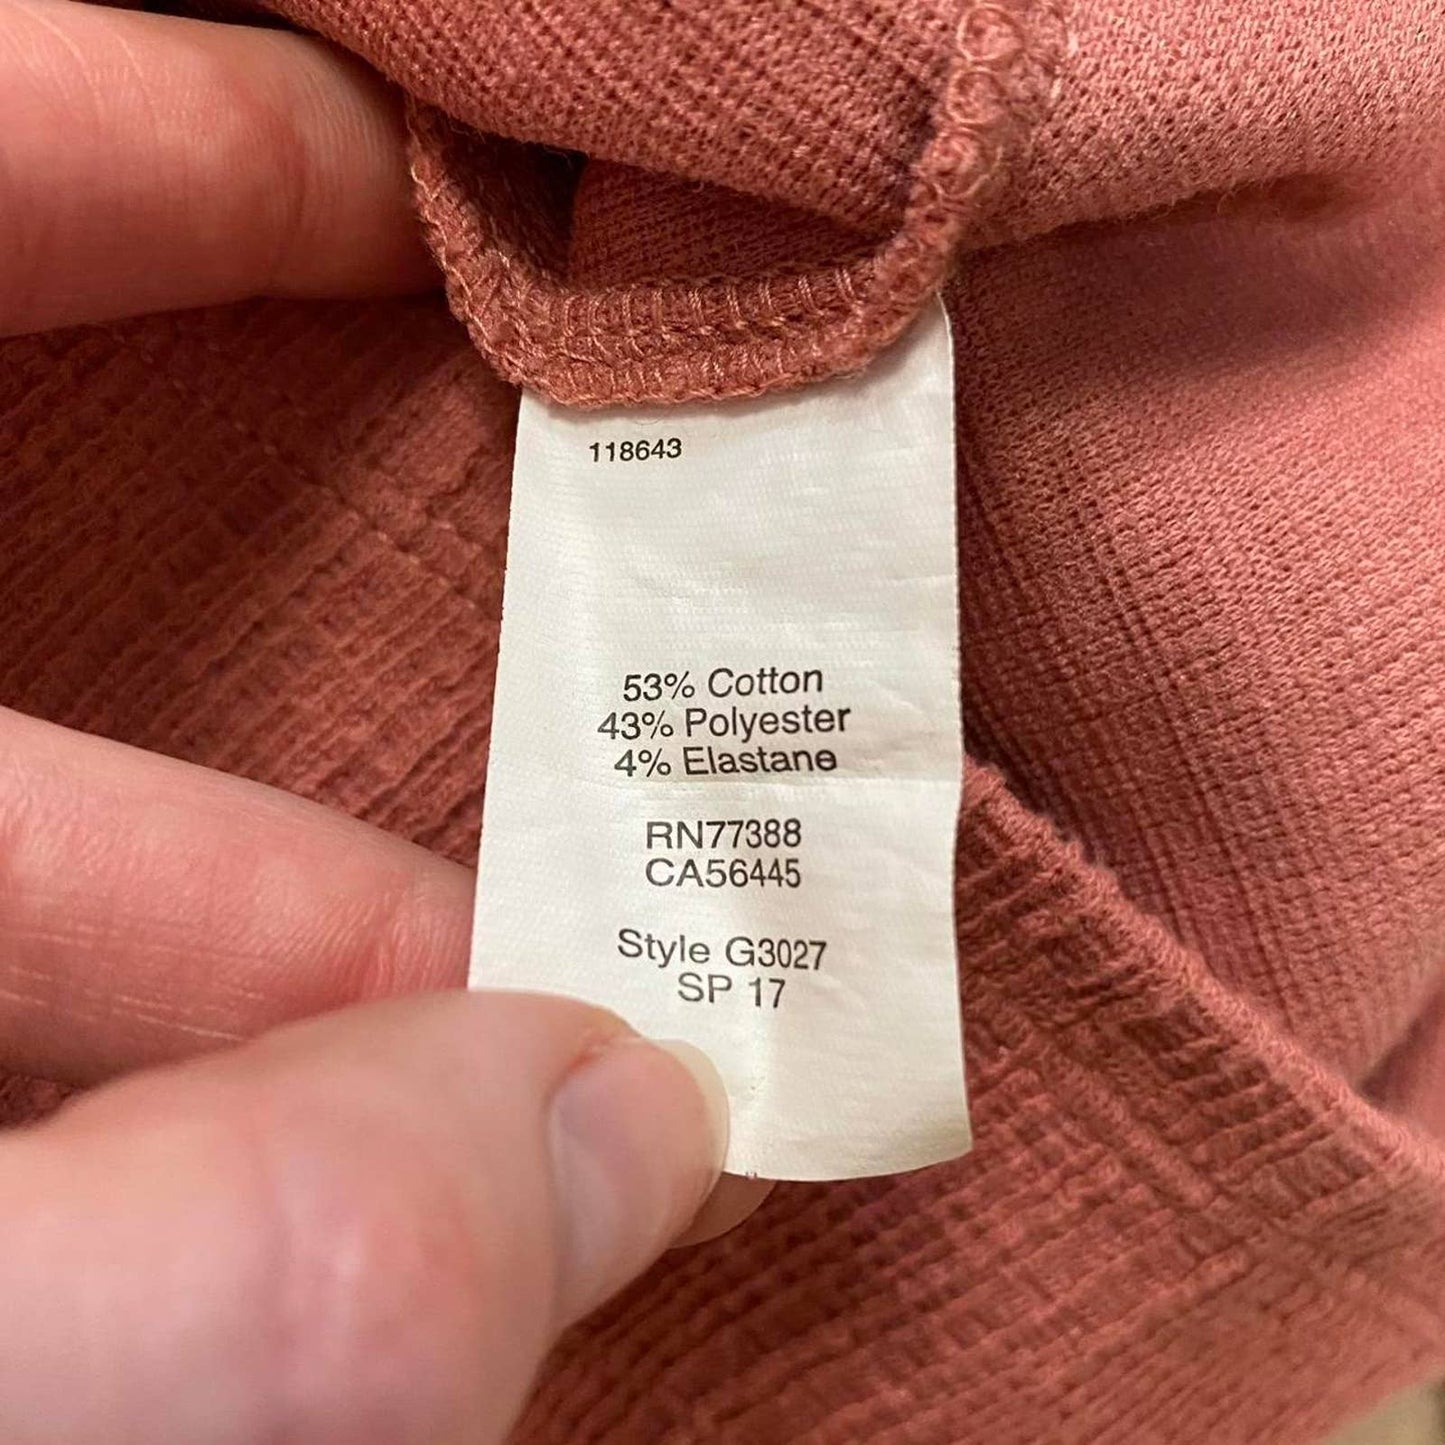 118643
53% Cotton
43% Polyester
4% Elastane
RN77388
CA56445
Style G3027
SP 17